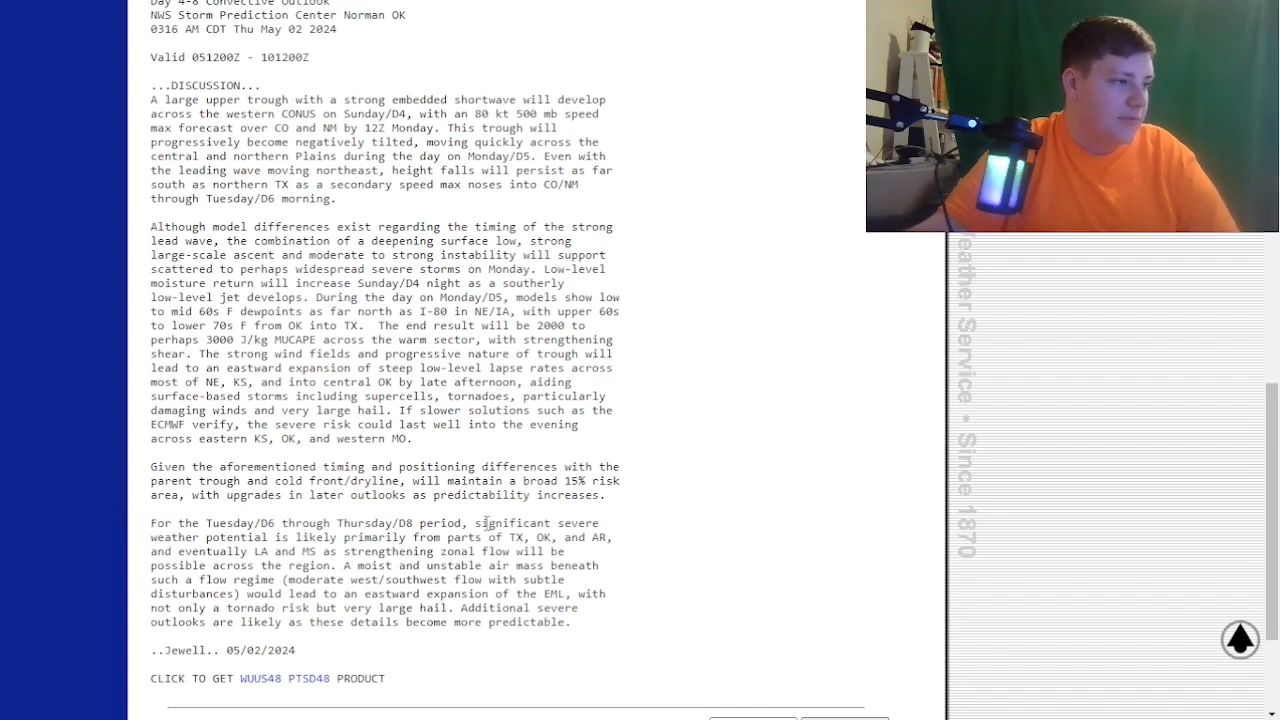 Day 4-8 Convective Outlook
NWS Storm Prediction Center Norman OK
0316 AM CDT Thu May 02 2024
Valid 051200Z - 101200Z
...DISCUSSION...
A large upper trough with a strong embedded shortwave will develop
across the western CONUS on Sunday/D4, with an 80 kt 500 mb speed
max forecast over CO and NM by 12Z Monday. This trough will
progressively become negatively tilted, moving quickly across the
central and northern Plains during the day on Monday/D5. Even with
the leading wave moving northeast, height falls will persist as far
south as northern TX as a secondary speed max noses into CO/NM
through Tuesday/D6 morning.
Although model differences exist regarding the timing of the strong
lead wave, the combination of a deepening surface low, strong
large-scale ascent and moderate to strong instability will support
scattered to perhaps widespread severe storms on Monday. Low-level
moisture return will increase Sunday/D4 night as a southerly
low-level jet develops. During the day on Monday/D5, models show low
to mid 60s F dewpoints as far north as I-80 in NE/IA, with upper 60s
to lower 70s F from OK into TX. The end result will be 2000 to
perhaps 3000 J/kg MUCAPE across the warm sector, with strengthening
shear. The strong wind fields and progressive nature of trough will
lead to an eastward expansion of steep low-level lapse rates across
most of NE, KS, and into central OK by late afternoon, aiding
surface-based storms including supercells, tornadoes, particularly
damaging winds and very large hail. If slower solutions such as the
ECMWF verify, the severe risk could last well into the evening
across eastern KS, OK, and western MO.
Given the aforementioned timing and positioning differences with the
parent trough and cold front/dryline, will maintain a broad 15% risk
area, with upgrades in later outlooks as predictability increases.
For the Tuesday/D6 through Thursday/D8 period, significant severe
weather potential is likely primarily from parts of TX, OK, and AR,
and eventually LA and MS as strengthening zonal flow will be
possible across the region. A moist and unstable air mass beneath
such a flow regime (moderate west/southwest flow with subtle
disturbances) would lead to an eastward expansion of the EML, with
not only a tornado risk but very large hail. Additional severe
outlooks are likely as these details become more predictable.
..Jewell.. 05/02/2024
CLICK TO GET WUUS48 PTSD48 PRODUCT
eather Service • Since 1870